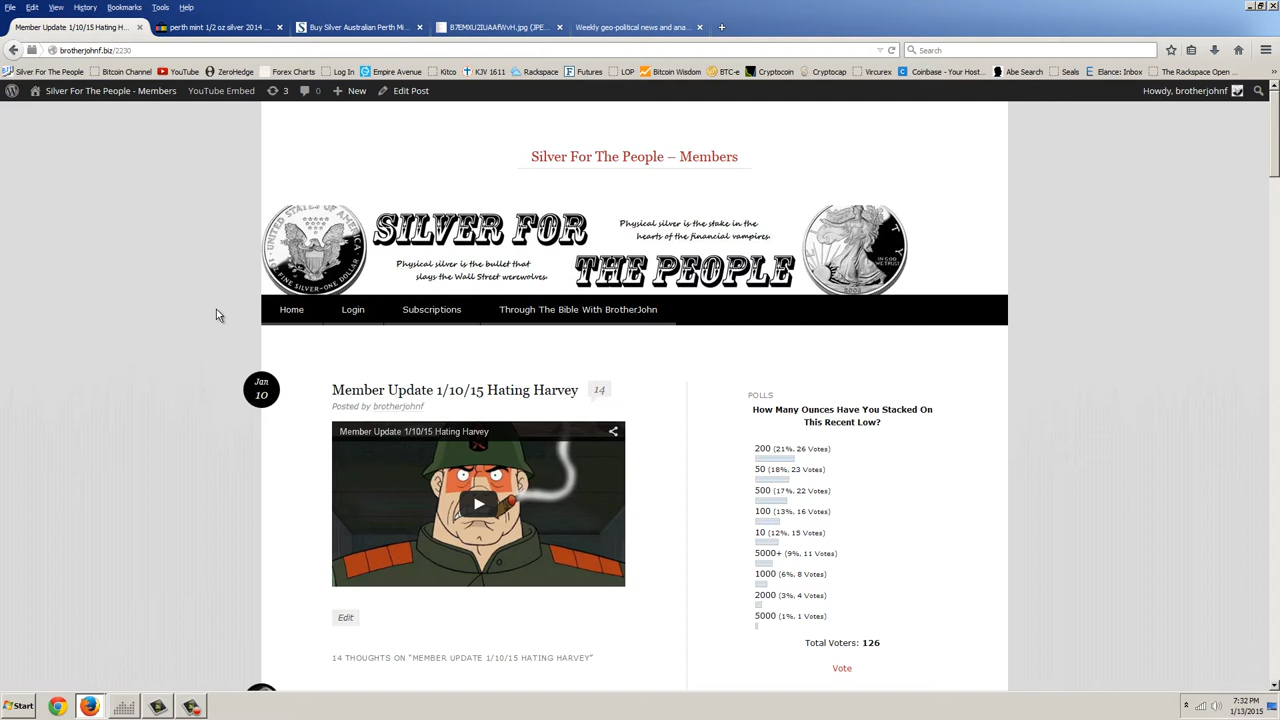 File Edit View History Bookmarks Tools Help
Member Update 1/10/15 Hating H... × perth mint 1/2 oz silver 2014 ... × Buy Silver Australian Perth Mi... × B7EMXU2IUAAfWvH.jpg (JPE... × Weekly geo-political news and ana... × +
brotherjohnf.biz/2230 Search
Silver For The People Bitcoin Channel YouTube ZeroHedge Forex Charts Log In Empire Avenue Kitco KJV 1611 Rackspace Futures LOP Bitcoin Wisdom BTC-e Cryptocoin Cryptocap Vircurex Coinbase - Your Host... Abe Search Seals Elance: Inbox The Rackspace Open ...
Silver For The People - Members YouTube Embed 3 0 + New Edit Post Howdy, brotherjohnf
Silver For The People – Members
SILVER FOR
THE PEOPLE
Physical silver is the stake in the
hearts of the financial vampires.
Physical silver is the bullet that
slays the Wall Street werewolves.
Home Login Subscriptions Through The Bible With BrotherJohn
Jan
10
Member Update 1/10/15 Hating Harvey 14
Posted by brotherjohnf
Member Update 1/10/15 Hating Harvey
Edit
14 THOUGHTS ON "MEMBER UPDATE 1/10/15 HATING HARVEY"
POLLS
How Many Ounces Have You Stacked On
This Recent Low?
200 (21%, 26 Votes)
50 (18%, 23 Votes)
500 (17%, 22 Votes)
100 (13%, 16 Votes)
10 (12%, 15 Votes)
5000+ (9%, 11 Votes)
1000 (6%, 8 Votes)
2000 (3%, 4 Votes)
5000 (1%, 1 Votes)
Total Voters: 126
Vote
Start
7:32 PM
1/13/2015